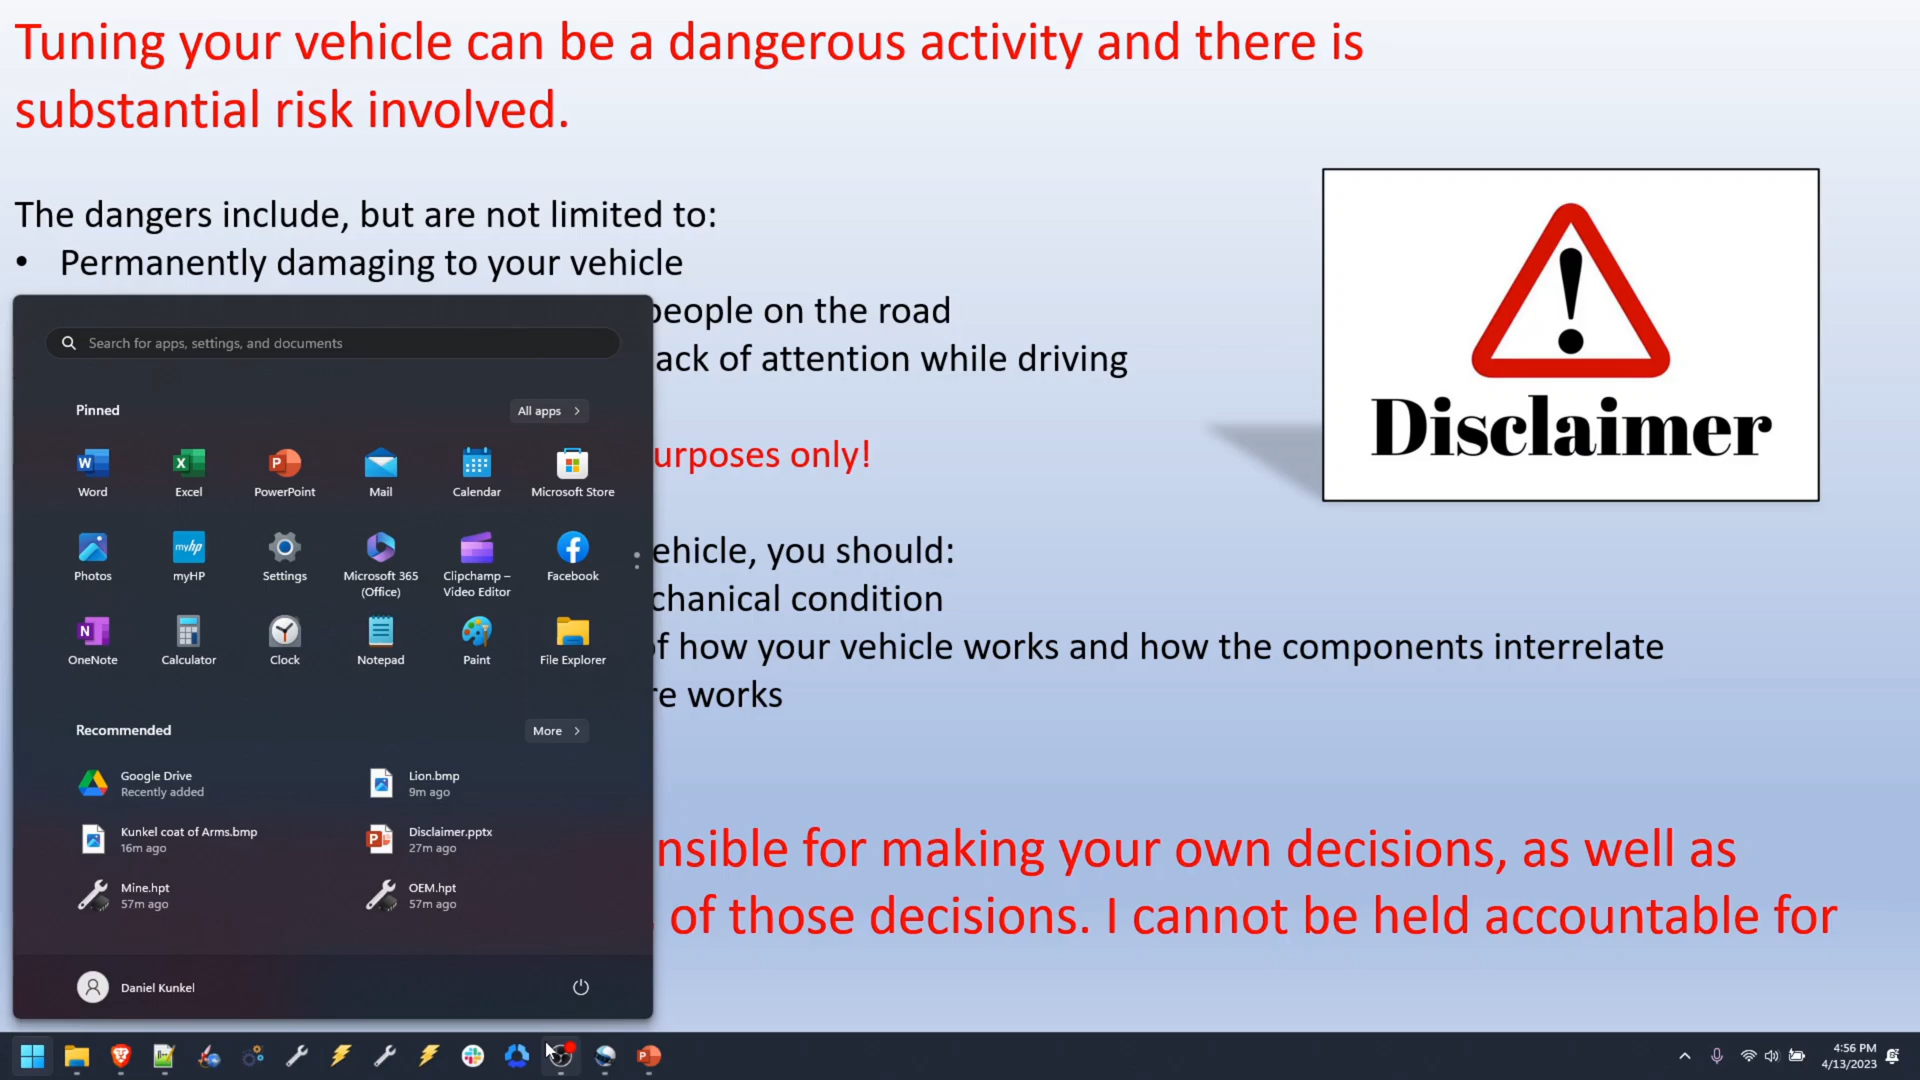 Tuning your vehicle can be a dangerous activity and there is
substantial risk involved.
The dangers include, but are not limited to:
• Permanently damaging to your vehicle
people on the road
ack of attention while driving
urposes only!
ehicle, you should:
chanical condition
f how your vehicle works and how the components interrelate
re works
nsible for making your own decisions, as well as
of those decisions. I cannot be held accountable for
Disclaimer
Search for apps, settings, and documents
Pinned
All apps
Word
Excel
PowerPoint
Mail
Calendar
Microsoft Store
Photos
myHP
Settings
Microsoft 365
(Office)
Clipchamp –
Video Editor
Facebook
OneNote
Calculator
Clock
Notepad
Paint
File Explorer
Recommended
More
Google Drive
Recently added
Lion.bmp
9m ago
Kunkel coat of Arms.bmp
16m ago
Disclaimer.pptx
27m ago
Mine.hpt
57m ago
OEM.hpt
57m ago
Daniel Kunkel
4:56 PM
4/13/2023